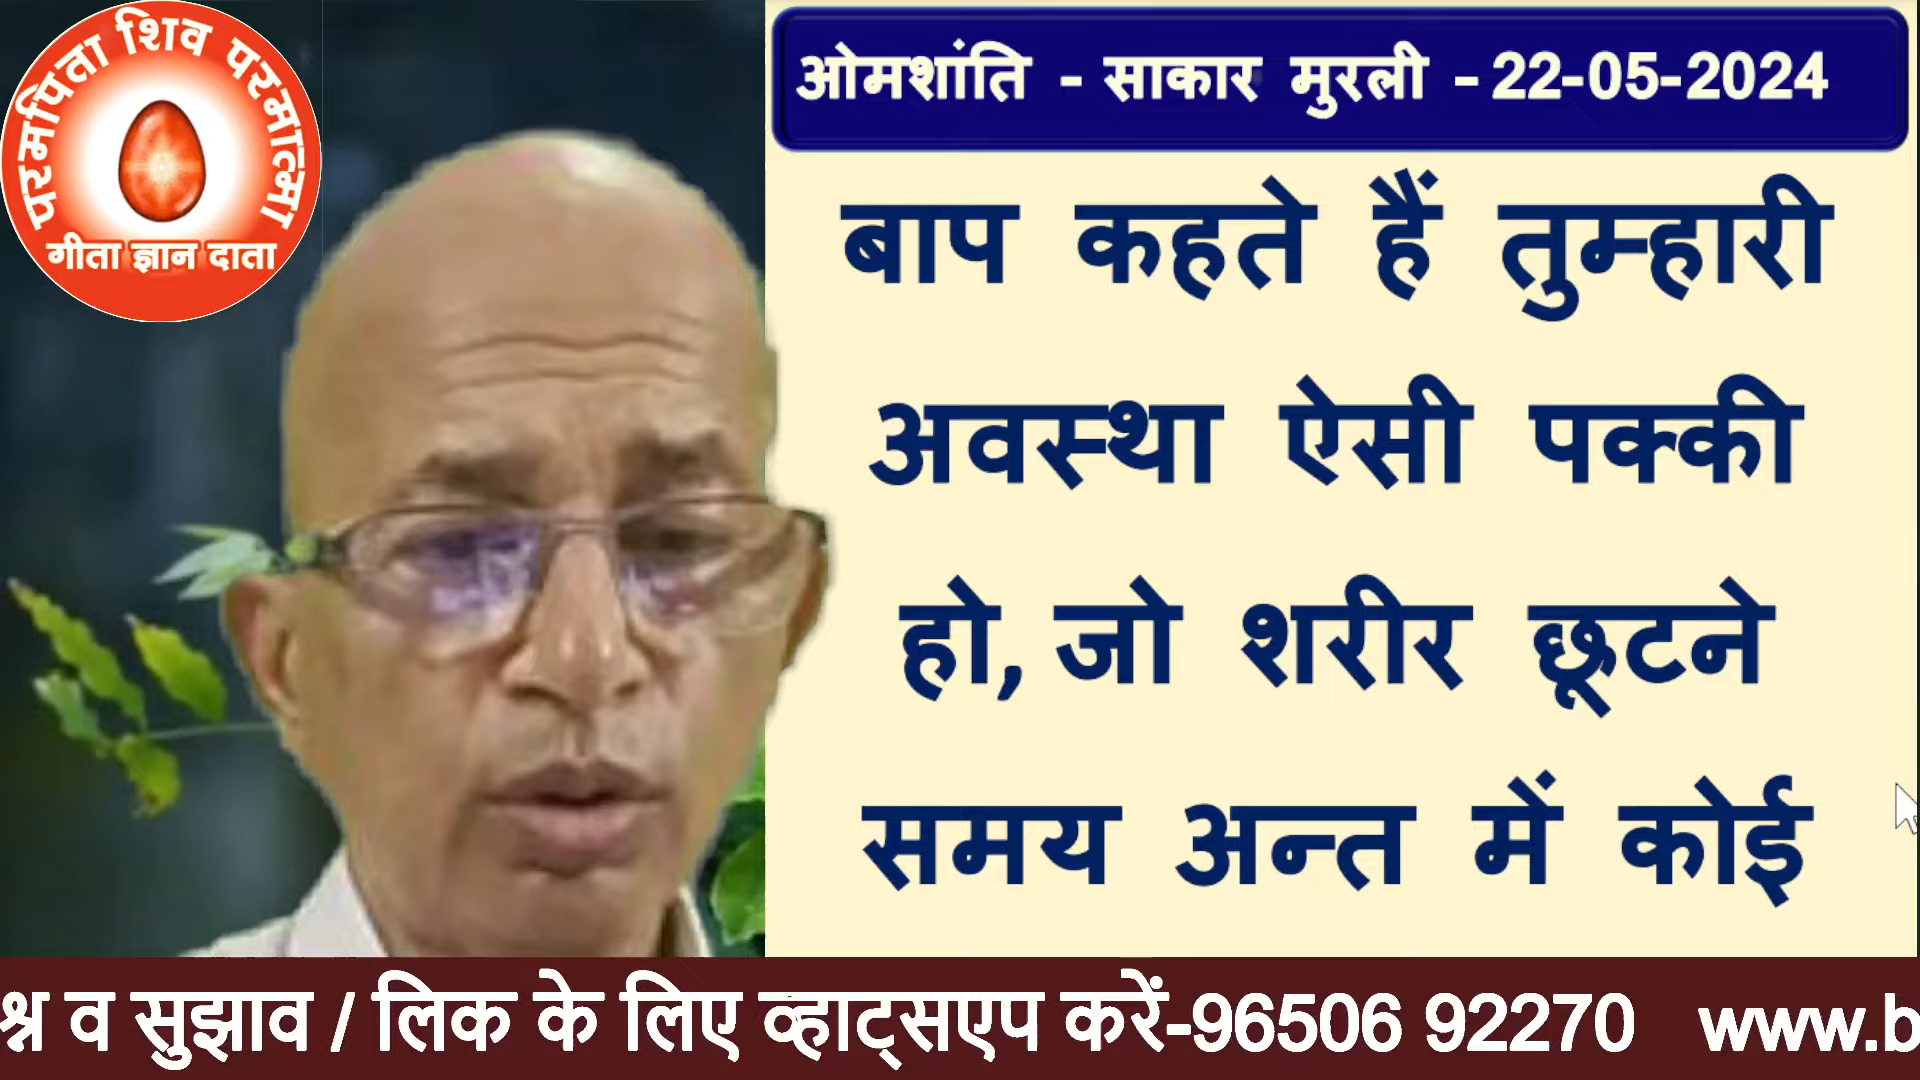 परमपिता शिव परमात्मा
गीता ज्ञान दाता
ओमशांति - साकार मुरली - 22-05-2024
बाप कहते हैं तुम्हारी
अवस्था ऐसी पक्की
हो, जो शरीर छूटने
समय अन्त में कोई
व सुझाव / लिंक के लिए व्हाट्सएप करें-96506 92270 www.b